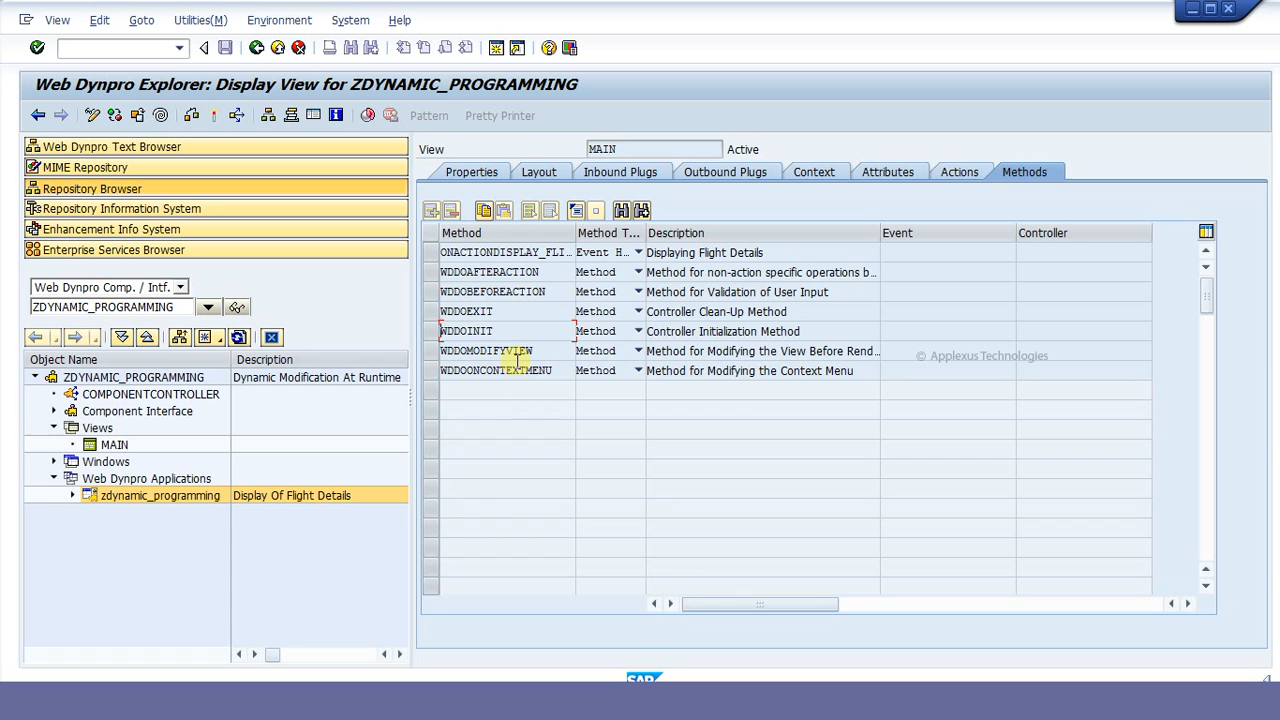 View Edit Goto Utilities(M) Environment System Help
Web Dynpro Explorer: Display View for ZDYNAMIC_PROGRAMMING
Pattern Pretty Printer
Web Dynpro Text Browser
MIME Repository
Repository Browser
Repository Information System
Enhancement Info System
Enterprise Services Browser
Web Dynpro Comp. / Intf.
ZDYNAMIC_PROGRAMMING
Object Name Description
ZDYNAMIC_PROGRAMMING Dynamic Modification At Runtime
COMPONENTCONTROLLER
Component Interface
Views
MAIN
Windows
Web Dynpro Applications
zdynamic_programming Display Of Flight Details
View MAIN Active
Properties Layout Inbound Plugs Outbound Plugs Context Attributes Actions Methods
Method Method T... Description Event Controller
ONACTIONDISPLAY_FLI... Event H... Displaying Flight Details
WDDOAFTERACTION Method Method for non-action specific operations b...
WDDOBEFOREACTION Method Method for Validation of User Input
WDDOEXIT Method Controller Clean-Up Method
WDDOINIT Method Controller Initialization Method
WDDOMODIFYVIEW Method Method for Modifying the View Before Rend...
WDDOONCONTEXTMENU Method Method for Modifying the Context Menu
© Applexus Technologies
SAP